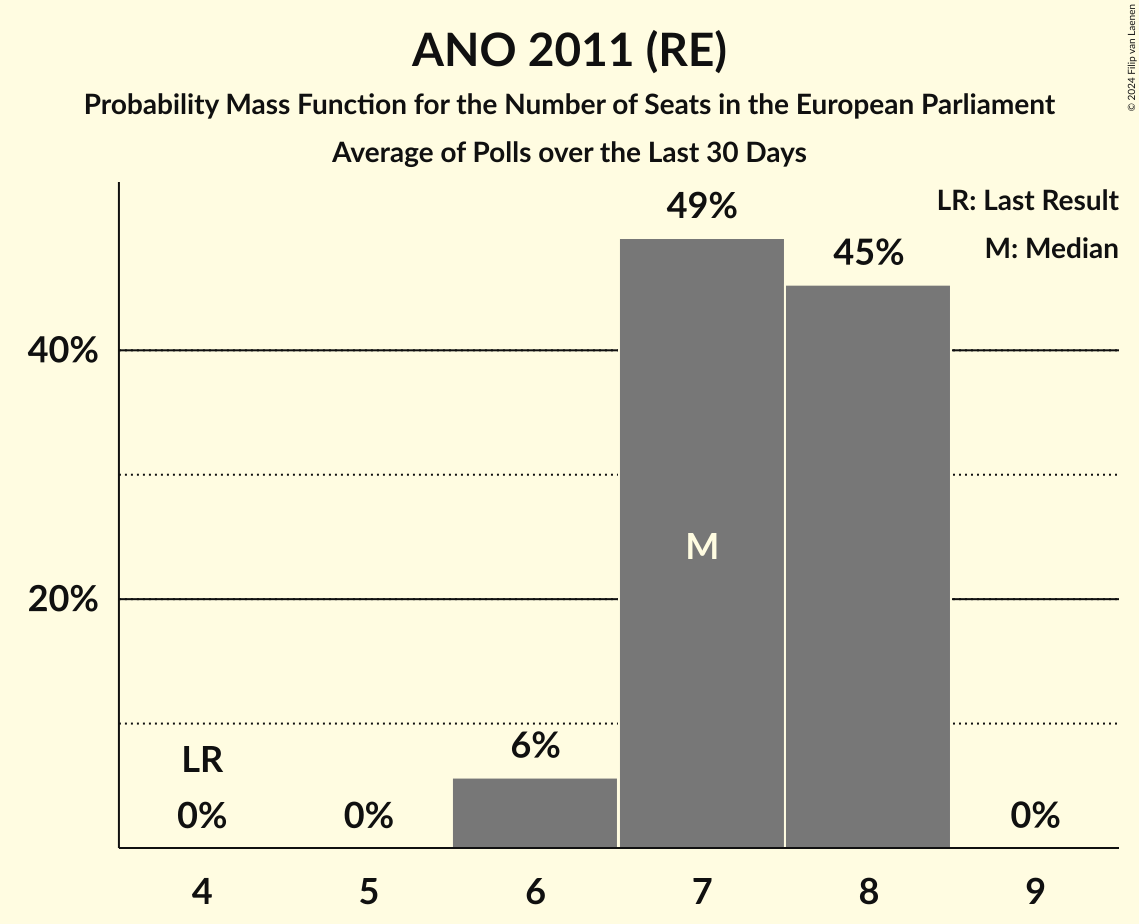 ANO 2011 (RE)
Probability Mass Function for the Number of Seats in the European Parliament
Average of Polls over the Last 30 Days
© 2024 Filip van Laenen
LR: Last Result
M: Median
49%
45%
40%
M
20%
6%
LR
0%
0%
0%
4 5 6 7 8 9